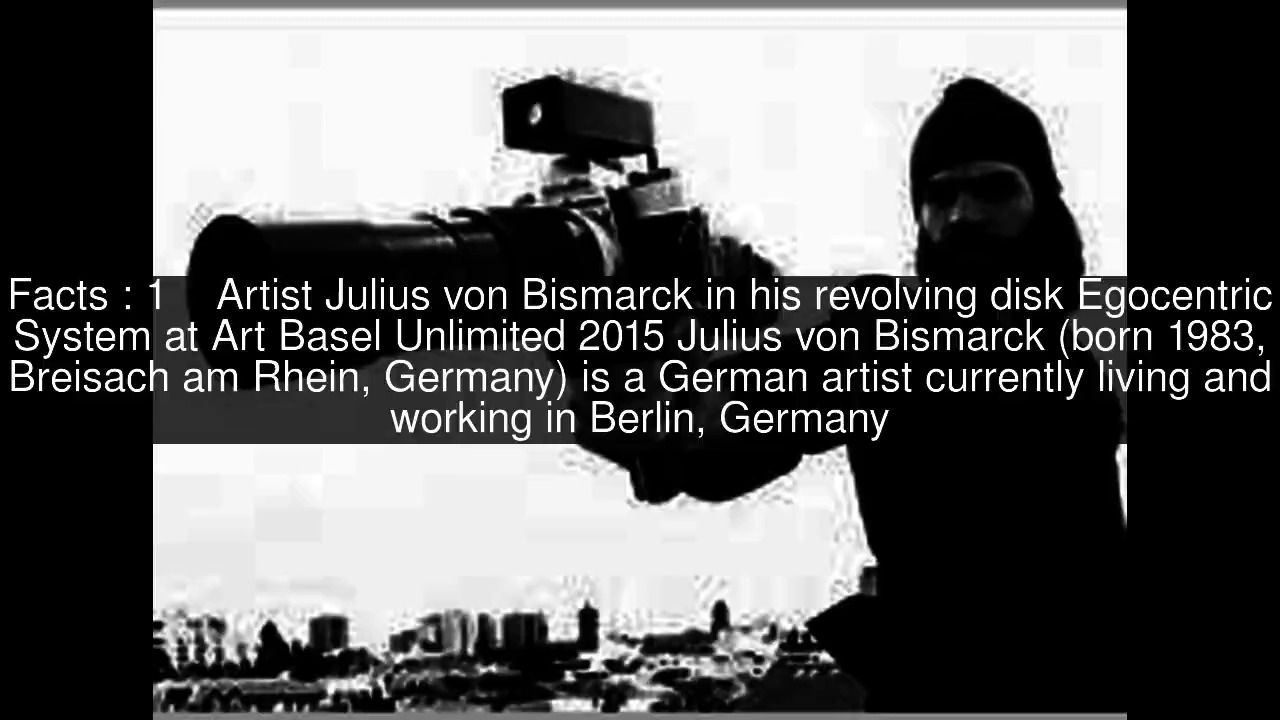 Facts : 1 Artist Julius von Bismarck in his revolving disk Egocentric
System at Art Basel Unlimited 2015 Julius von Bismarck (born 1983,
Breisach am Rhein, Germany) is a German artist currently living and
working in Berlin, Germany